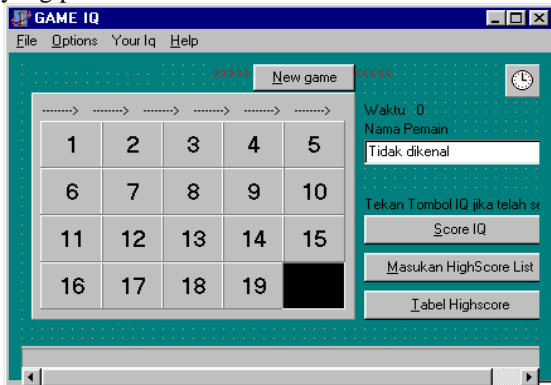 GAME IQ
File Options Your Iq Help
>>>>> New game <<<<<
-------> -------> -------> -------> ------->
Waktu 0
Nama Pemain
1 2 3 4 5
Tidak dikenal
6 7 8 9 10
Tekan Tombol IQ jika telah se
11 12 13 14 15
Score IQ
Masukan HighScore List
16 17 18 19
Tabel Highscore